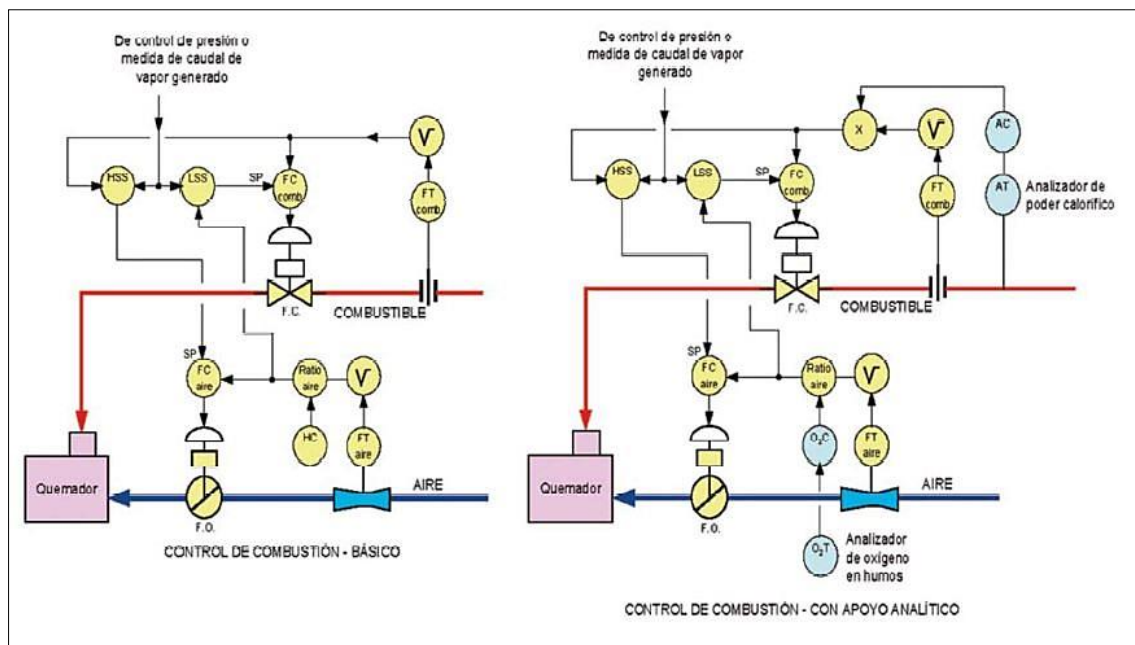 De control de presión o
medida de caudal de
vapor generado
√
HSS
LSS
SP
FC
comb
FT
comb
F.C.
COMBUSTIBLE
SP
FC
aire
Ratio
aire
√
HC
FT
aire
Quemador
AIRE
F.O.
CONTROL DE COMBUSTIÓN - BÁSICO
De control de presión o
medida de caudal de vapor
generado
X
√
AC
HSS
LSS
SP
FC
comb
FT
comb
AT
Analizador de
poder calorífico
F.C.
COMBUSTIBLE
SP
FC
aire
Ratio
aire
√
O₂C
FT
aire
Quemador
AIRE
F.O.
O₂T
Analizador
de oxígeno
en humos
CONTROL DE COMBUSTIÓN - CON APOYO ANALÍTICO